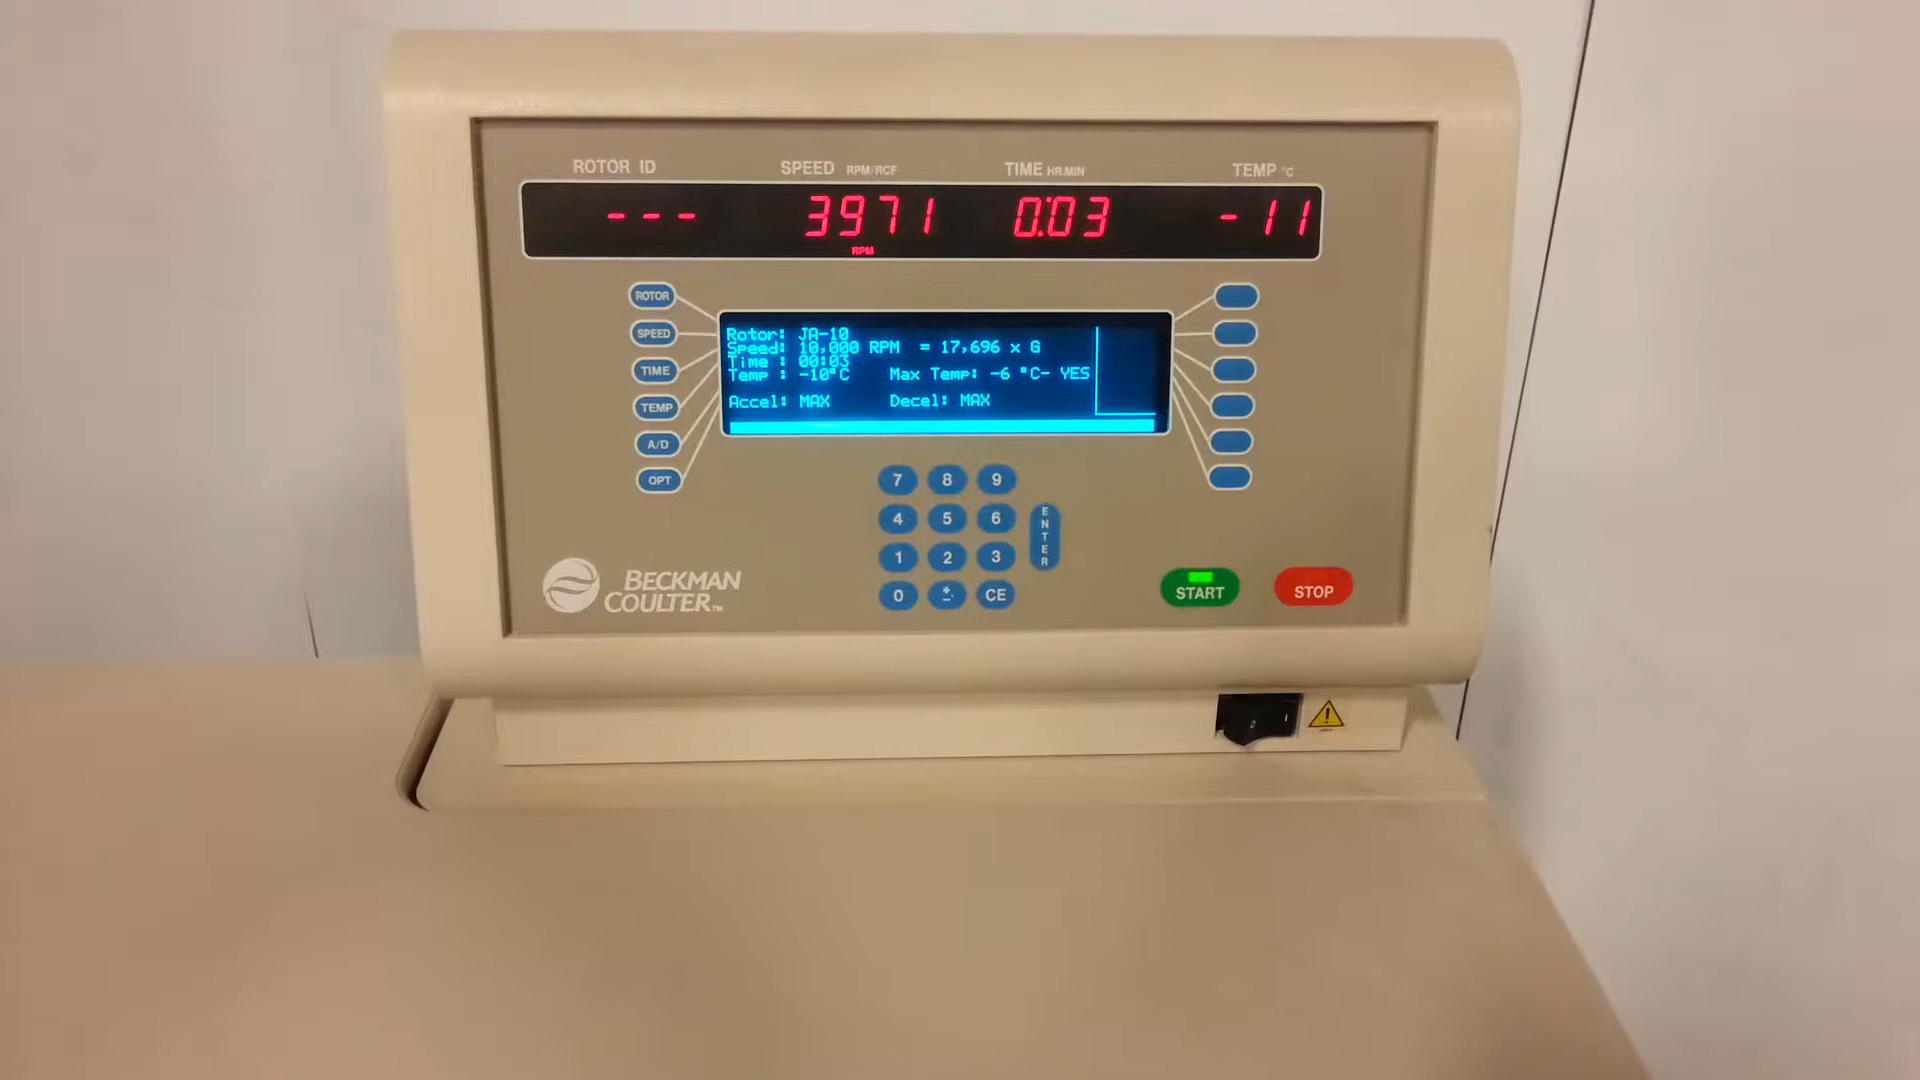 ROTOR ID SPEED RPM/RCF TIME HR.MIN TEMP °C
--- 3971 0:03 -11
RPM
ROTOR
SPEED
TIME
TEMP
A/D
OPT
Rotor: JA-10
Speed: 10,000 RPM = 17,696 x G
Time : 00:03
Temp : -10°C Max Temp: -6 °C- YES
Accel: MAX Decel: MAX
7 8 9
4 5 6
1 2 3
0 +-. CE
ENTER
BECKMAN
COULTER™
START STOP
0 I